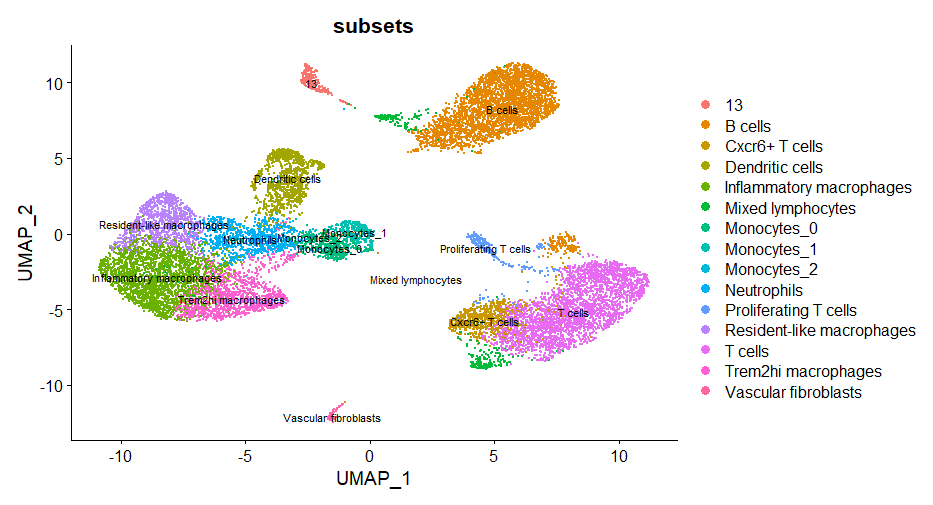 subsets
10
5
0
-5
-10
UMAP_2
-10
-5
0
5
10
UMAP_1
13
B cells
Dendritic cells
Resident-like macrophages
Neutrophils
Monocytes_1
Monocytes_2
Monocytes_0
Proliferating T cells
Inflammatory macrophages
Mixed lymphocytes
Trem2hi macrophages
Cxcr6+ T cells
T cells
Vascular fibroblasts
13
B cells
Cxcr6+ T cells
Dendritic cells
Inflammatory macrophages
Mixed lymphocytes
Monocytes_0
Monocytes_1
Monocytes_2
Neutrophils
Proliferating T cells
Resident-like macrophages
T cells
Trem2hi macrophages
Vascular fibroblasts